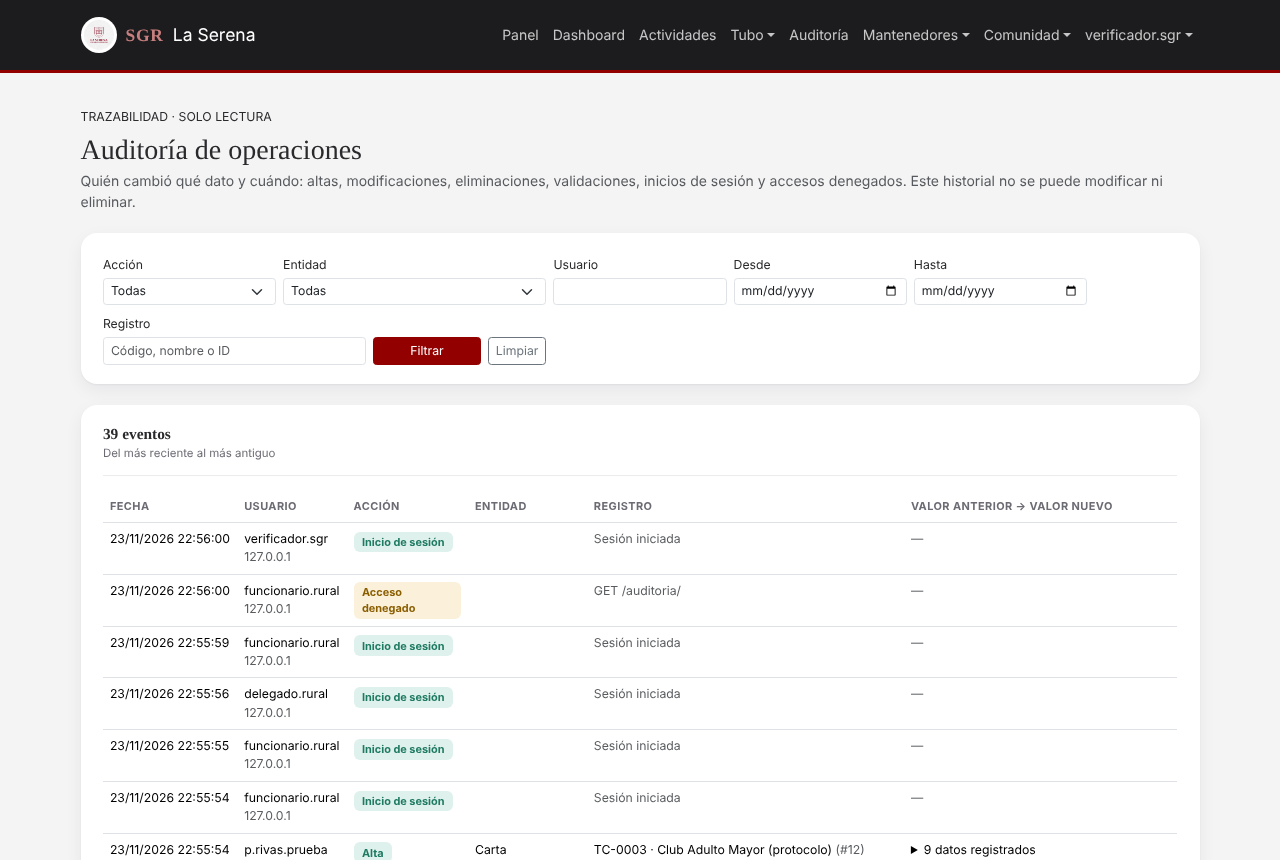 SGR La Serena
Panel Dashboard Actividades Tubo Auditoría Mantenedores Comunidad verificador.sgr
TRAZABILIDAD · SOLO LECTURA
Auditoría de operaciones
Quién cambió qué dato y cuándo: altas, modificaciones, eliminaciones, validaciones, inicios de sesión y accesos denegados. Este historial no se puede modificar ni
eliminar.
Acción Entidad Usuario Desde Hasta
Todas Todas mm/dd/yyyy mm/dd/yyyy
Registro
Código, nombre o ID Filtrar Limpiar
39 eventos
Del más reciente al más antiguo
FECHA USUARIO ACCIÓN ENTIDAD REGISTRO VALOR ANTERIOR → VALOR NUEVO
23/11/2026 22:56:00 verificador.sgr Inicio de sesión Sesión iniciada —
127.0.0.1
23/11/2026 22:56:00 funcionario.rural Acceso denegado GET /auditoria/ —
127.0.0.1
23/11/2026 22:55:59 funcionario.rural Inicio de sesión Sesión iniciada —
127.0.0.1
23/11/2026 22:55:56 delegado.rural Inicio de sesión Sesión iniciada —
127.0.0.1
23/11/2026 22:55:55 funcionario.rural Inicio de sesión Sesión iniciada —
127.0.0.1
23/11/2026 22:55:54 funcionario.rural Inicio de sesión Sesión iniciada —
127.0.0.1
23/11/2026 22:55:54 p.rivas.prueba Alta Carta TC-0003 · Club Adulto Mayor (protocolo) (#12) ▶ 9 datos registrados